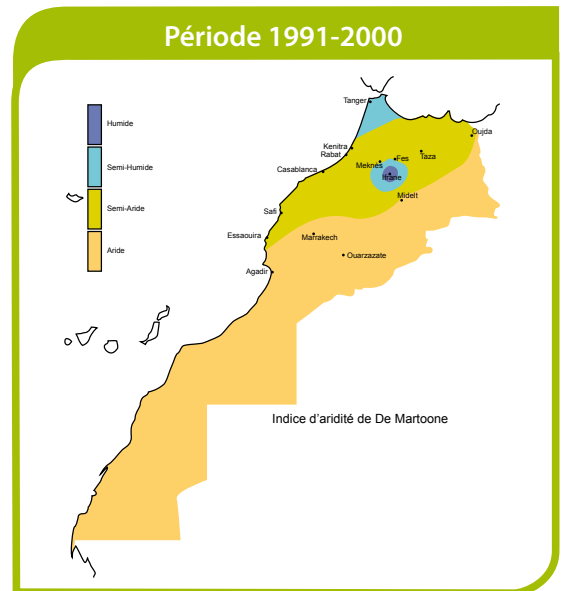 Période 1991-2000
Humide
Semi-Humide
Semi-Aride
Aride
Tanger
Oujda
Kenitra
Rabat
Fes
Taza
Meknès
Casablanca
Ifrane
Midelt
Safi
Essaouira
Marrakech
Ouarzazate
Agadir
Indice d'aridité de De Martoone